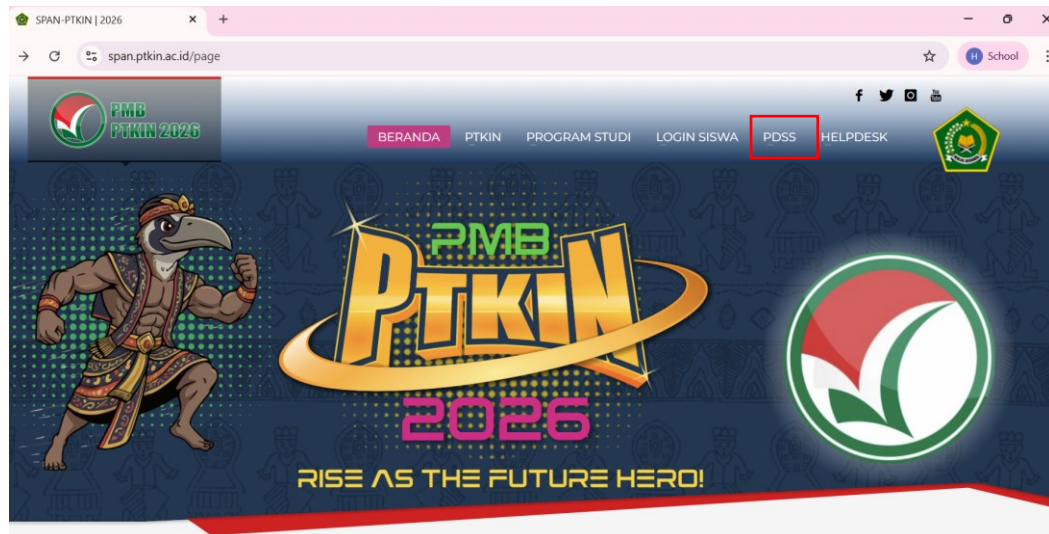 SPAN-PTKIN | 2026
span.ptkin.ac.id/page
H School
PMB
PTKIN 2026
BERANDA PTKIN PROGRAM STUDI LOGIN SISWA PDSS HELPDESK
PMB
PTKIN
2026
RISE AS THE FUTURE HERO!